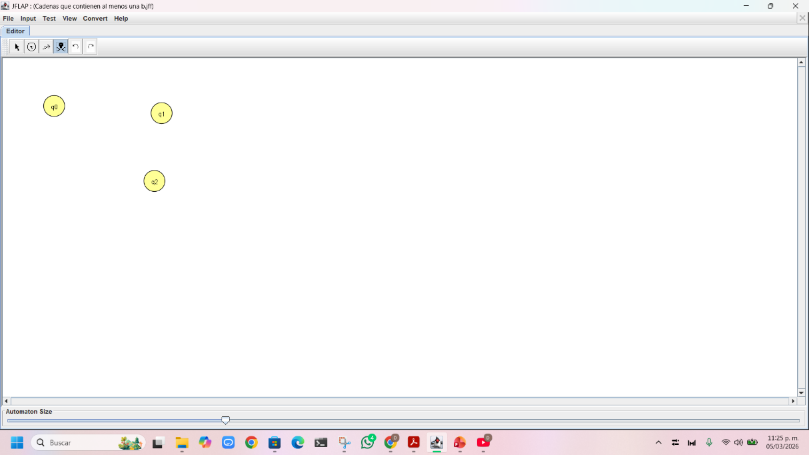 JFLAP : (Cadenas que contienen al menos una b.jff)
File Input Test View Convert Help
Editor
q0
q1
q2
Automaton Size
Buscar
11:25 p. m.
05/03/2026